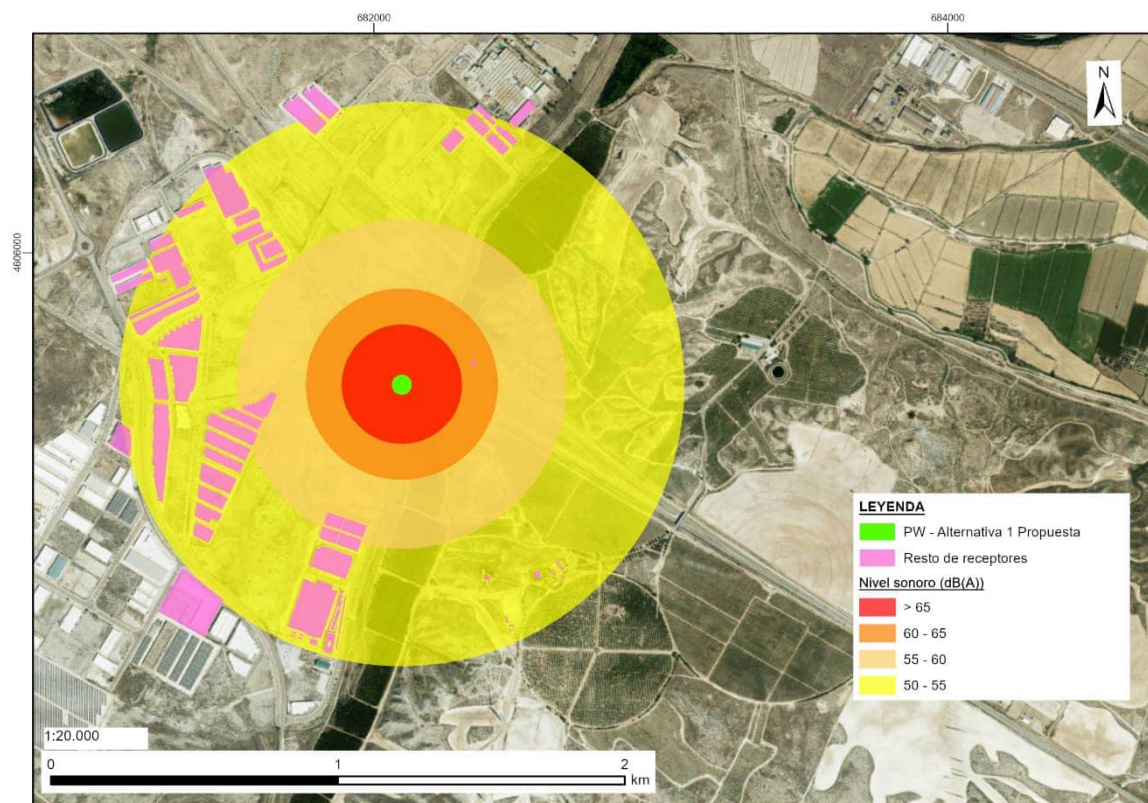 682000
684000
4606000
N
LEYENDA
PW - Alternativa 1 Propuesta
Resto de receptores
Nivel sonoro (dB(A))
> 65
60 - 65
55 - 60
50 - 55
1:20.000
0 1 2
km